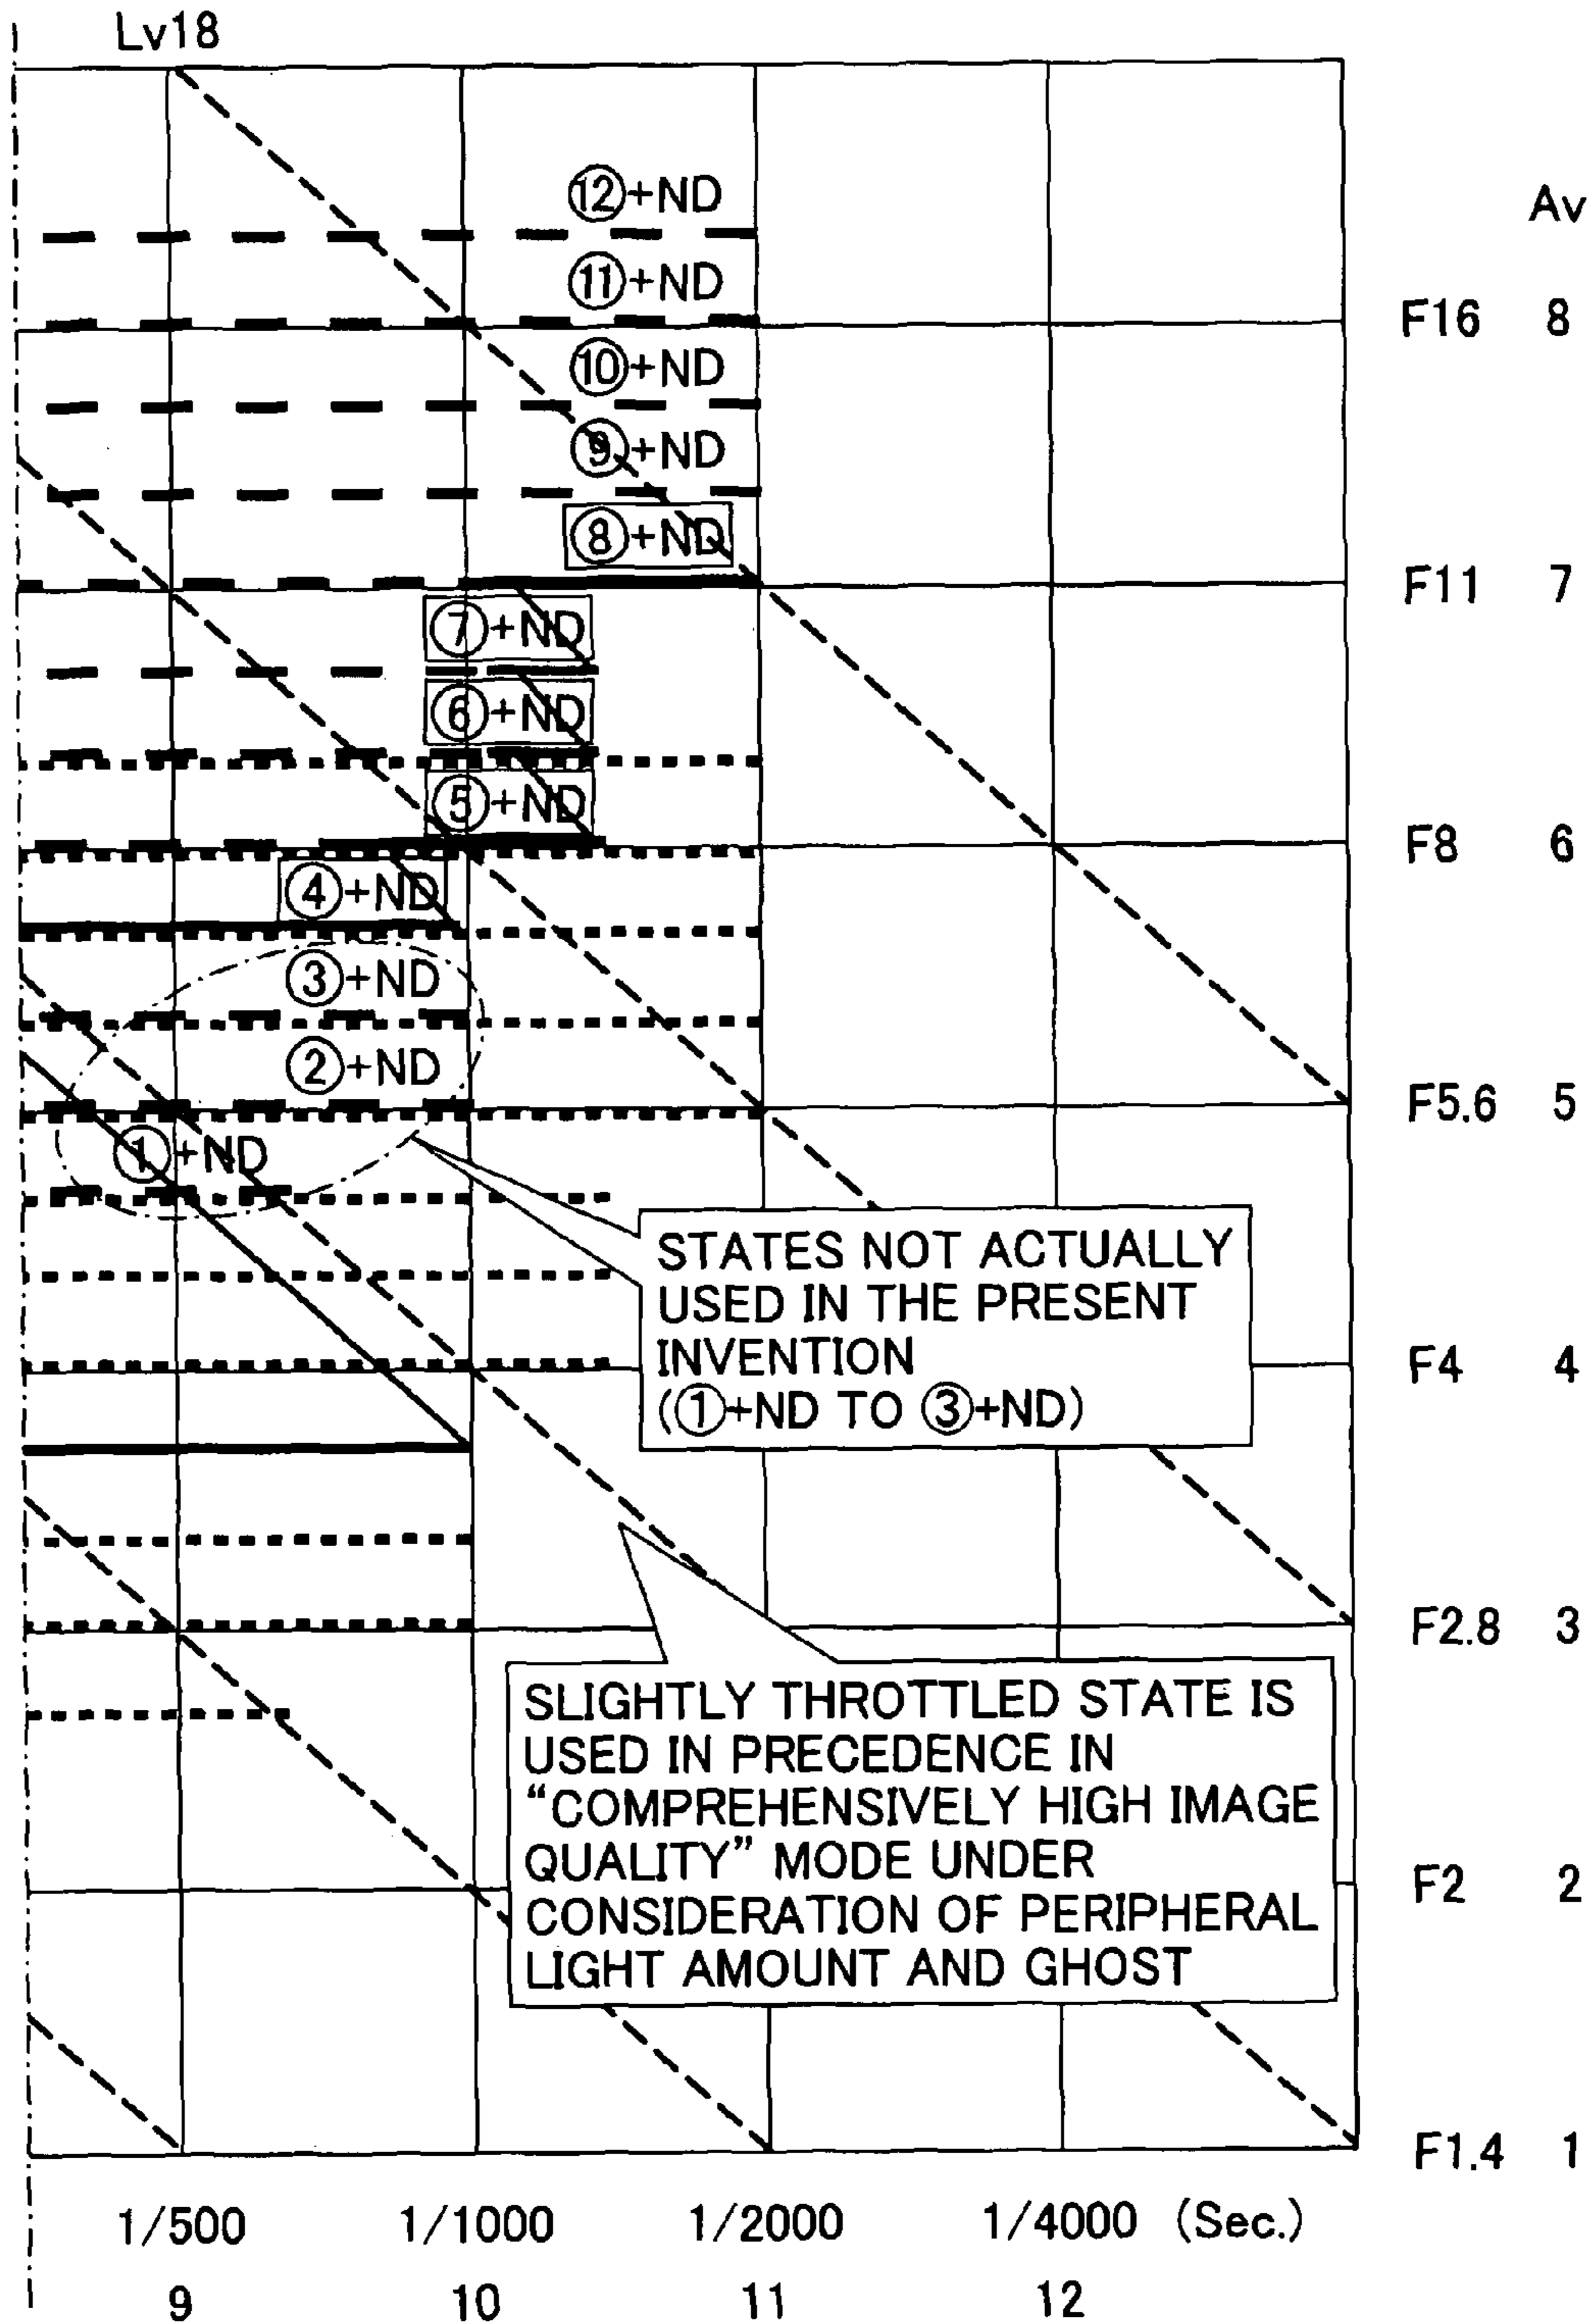 Lv18
Av
⑫+ND
⑪+ND
F16 8
⑩+ND
⑨+ND
⑧+ND
F11 7
⑦+ND
⑥+ND
⑤+ND
F8 6
④+ND
③+ND
②+ND
F5.6 5
①+ND
STATES NOT ACTUALLY
USED IN THE PRESENT
INVENTION
(①+ND TO ③+ND)
F4 4
F2.8 3
SLIGHTLY THROTTLED STATE IS
USED IN PRECEDENCE IN
“COMPREHENSIVELY HIGH IMAGE
QUALITY” MODE UNDER
CONSIDERATION OF PERIPHERAL
LIGHT AMOUNT AND GHOST
F2 2
F1.4 1
1/500 1/1000 1/2000 1/4000 (Sec.)
9 10 11 12